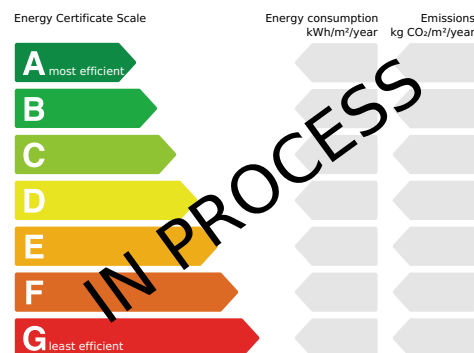 Energy Certificate Scale
Energy consumption
kWh/m²/year
Emissions
kg CO₂/m²/year
A most efficient
B
C
D
E
F
G least efficient
IN PROCESS